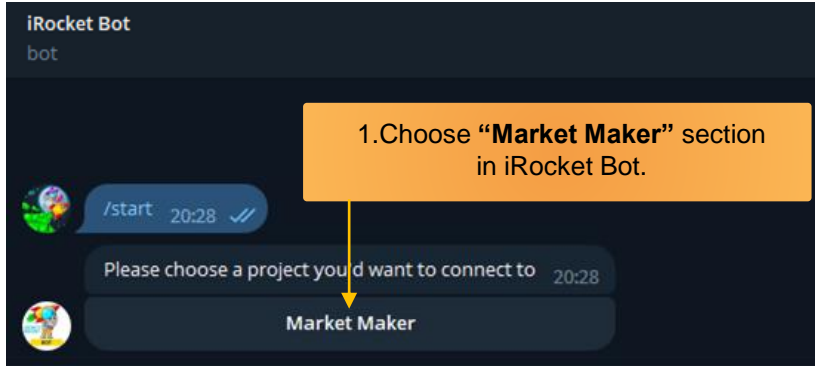 iRocket Bot
bot
1.Choose “Market Maker” section
in iRocket Bot.
/start 20:28
Please choose a project you'd want to connect to 20:28
Market Maker